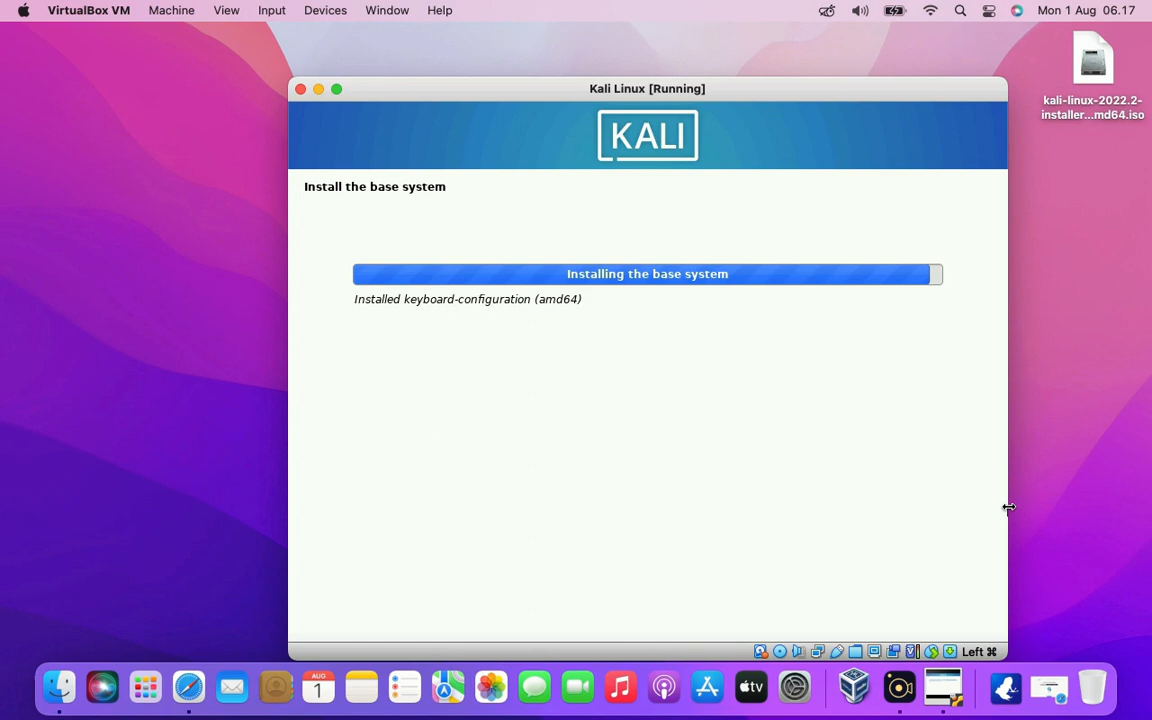 VirtualBox VM Machine View Input Devices Window Help Mon 1 Aug 06.17
kali-linux-2022.2-
installer...md64.iso
Kali Linux [Running]
KALI
Install the base system
Installing the base system
Installed keyboard-configuration (amd64)
Left ⌘
AUG
1
tv